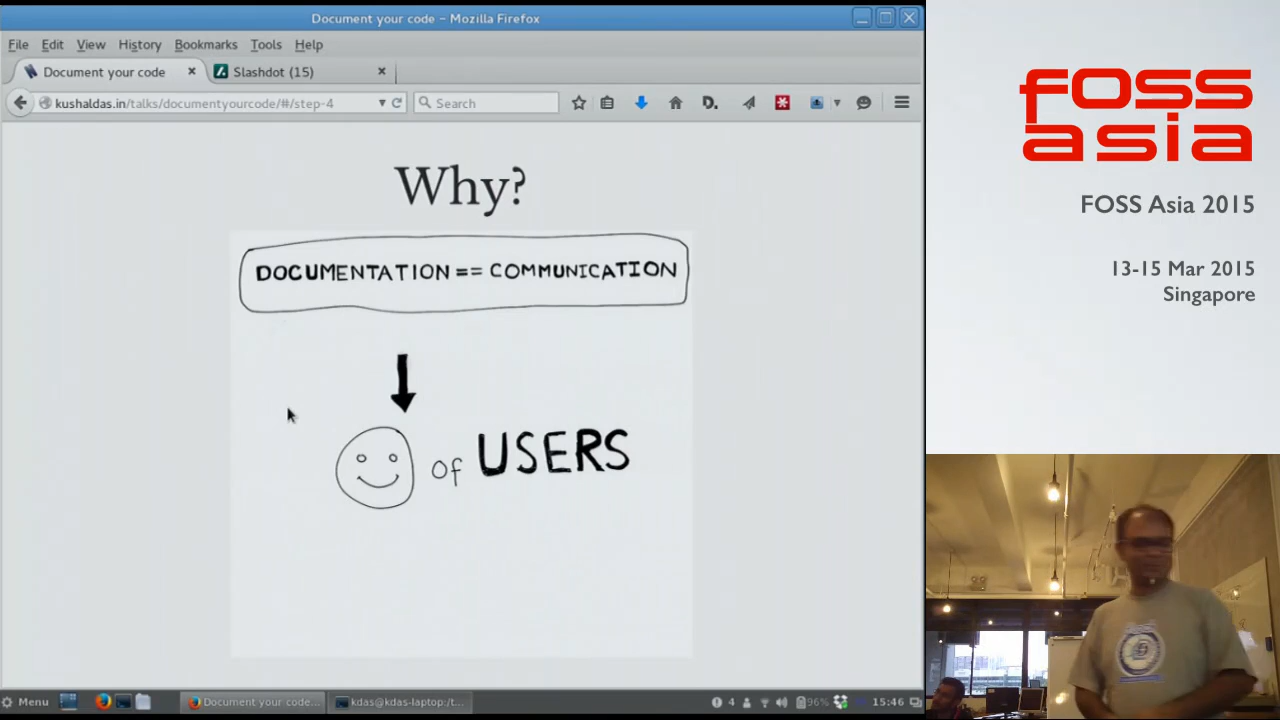 Document your code - Mozilla Firefox
File Edit View History Bookmarks Tools Help
Document your code
Slashdot (15)
kushaldas.in/talks/documentyourcode/#/step-4
Search
D.
Why?
DOCUMENTATION == COMMUNICATION
of USERS
Menu
Document your code...
kdas@kdas-laptop:/t...
4
96%
15:46
FOSS
asia
FOSS Asia 2015
13-15 Mar 2015
Singapore